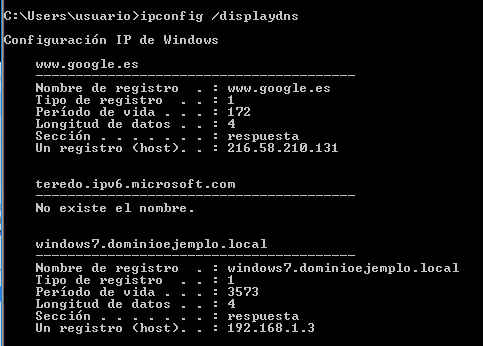 C:\Users\usuario>ipconfig /displaydns
Configuración IP de Windows
www.google.es
----------------------------------------
Nombre de registro  . : www.google.es
Tipo de registro  . . : 1
Período de vida . . . : 172
Longitud de datos . . : 4
Sección . . . . . . . : respuesta
Un registro (host). . : 216.58.210.131
teredo.ipv6.microsoft.com
----------------------------------------
No existe el nombre.
windows7.dominioejemplo.local
----------------------------------------
Nombre de registro  . : windows7.dominioejemplo.local
Tipo de registro  . . : 1
Período de vida . . . : 3573
Longitud de datos . . : 4
Sección . . . . . . . : respuesta
Un registro (host). . : 192.168.1.3